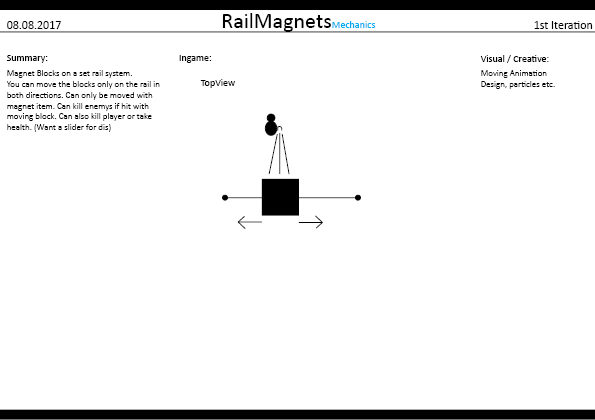 08.08.2017
RailMagnets Mechanics
1st Iteration
Summary:
Magnet Blocks on a set rail system.
You can move the blocks only on the rail in
both directions. Can only be moved with
magnet item. Can kill enemys if hit with
moving block. Can also kill player or take
health. (Want a slider for dis)
Ingame:
TopView
Visual / Creative:
Moving Animation
Design, particles etc.